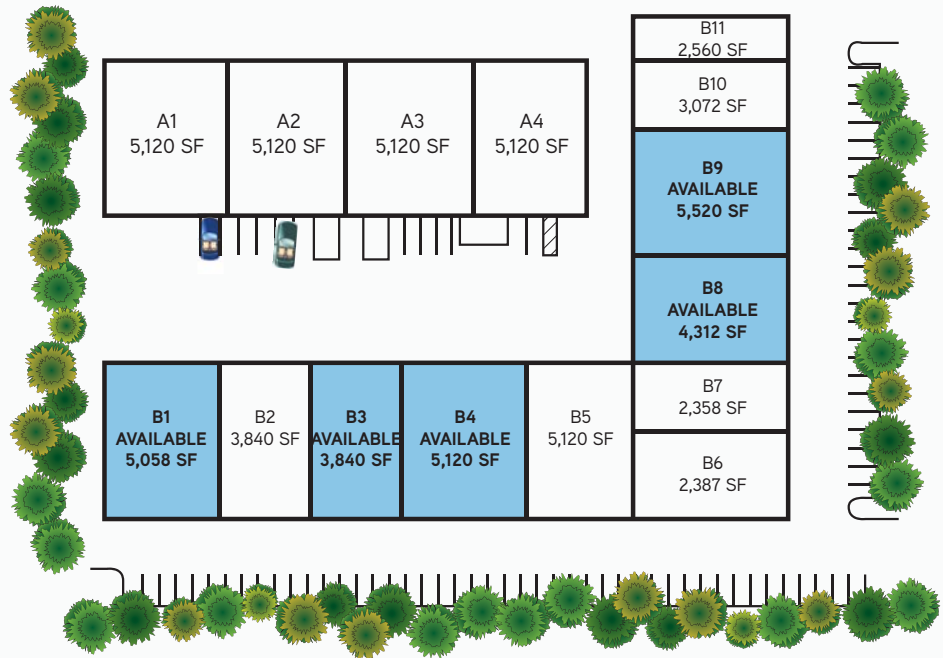 A1
5,120 SF
A2
5,120 SF
A3
5,120 SF
A4
5,120 SF
B11
2,560 SF
B10
3,072 SF
B9
AVAILABLE
5,520 SF
B8
AVAILABLE
4,312 SF
B7
2,358 SF
B6
2,387 SF
B1
AVAILABLE
5,058 SF
B2
3,840 SF
B3
AVAILABLE
3,840 SF
B4
AVAILABLE
5,120 SF
B5
5,120 SF